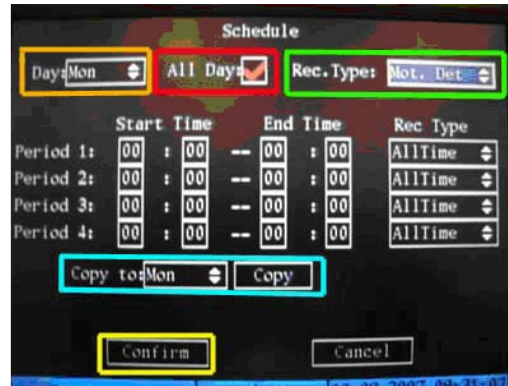 Schedule
Day:Mon All Day: Rec.Type: Mot. Det
Start Time End Time Rec Type
Period 1: 00 : 00 -- 00 : 00 AllTime
Period 2: 00 : 00 -- 00 : 00 AllTime
Period 3: 00 : 00 -- 00 : 00 AllTime
Period 4: 00 : 00 -- 00 : 00 AllTime
Copy to:Mon Copy
Confirm Cancel